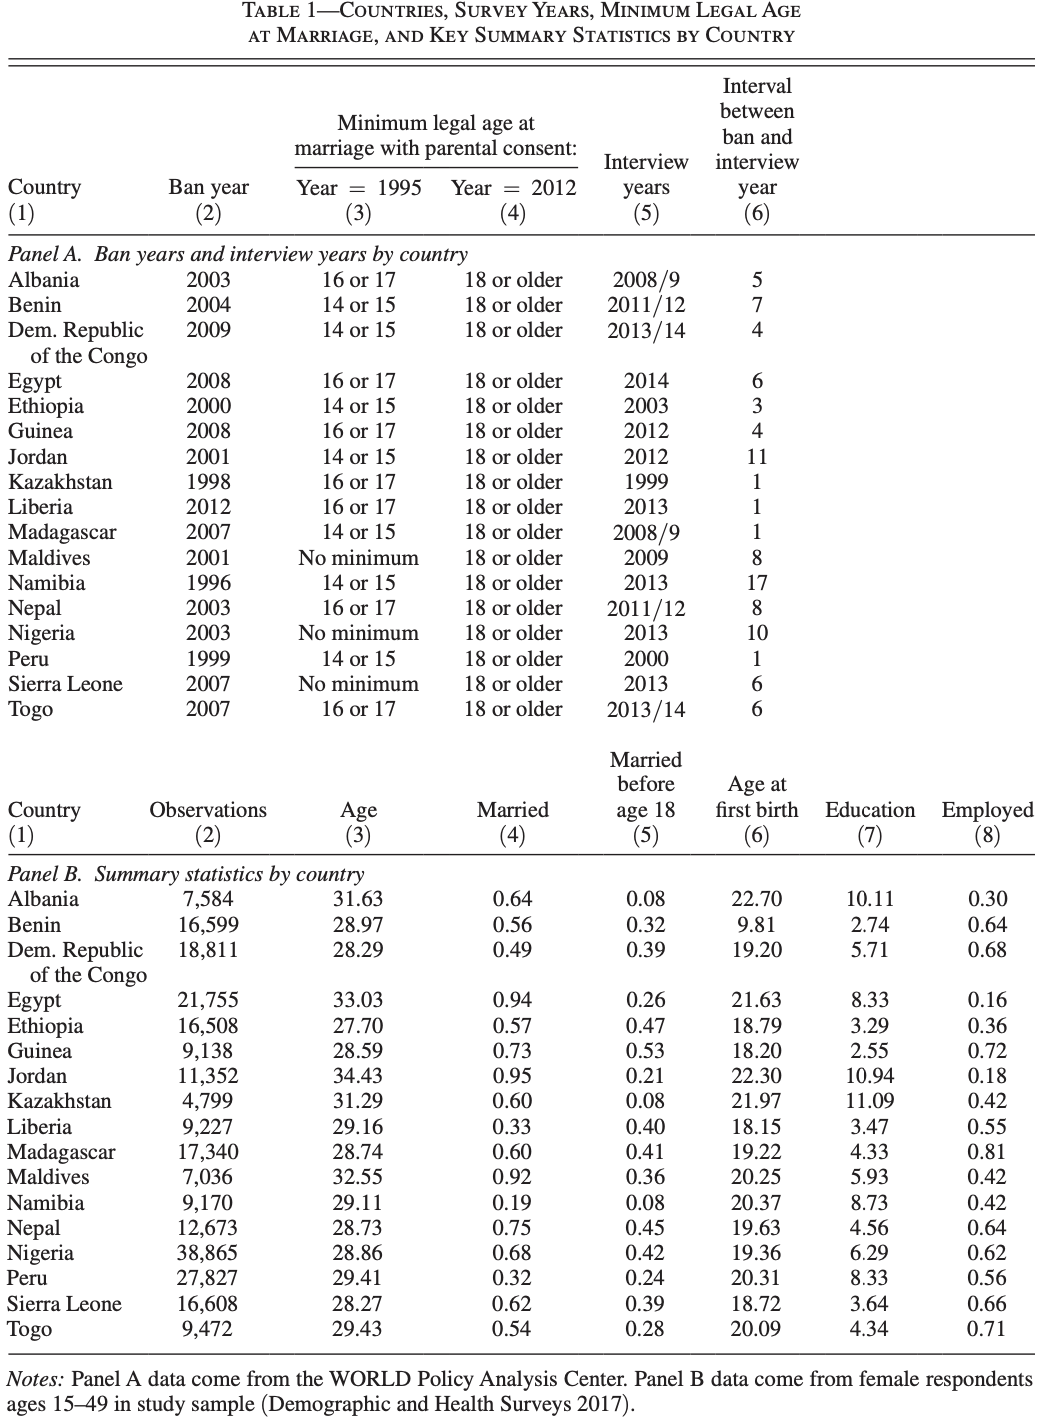 TABLE 1—COUNTRIES, SURVEY YEARS, MINIMUM LEGAL AGE
AT MARRIAGE, AND KEY SUMMARY STATISTICS BY COUNTRY
Country (1) Ban year (2) Minimum legal age at marriage with parental consent: Year = 1995 (3) Year = 2012 (4) Interview years (5) Interval between ban and interview year (6)
Panel A. Ban years and interview years by country
Albania 2003 16 or 17 18 or older 2008/9 5
Benin 2004 14 or 15 18 or older 2011/12 7
Dem. Republic 2009 14 or 15 18 or older 2013/14 4
of the Congo
Egypt 2008 16 or 17 18 or older 2014 6
Ethiopia 2000 14 or 15 18 or older 2003 3
Guinea 2008 16 or 17 18 or older 2012 4
Jordan 2001 14 or 15 18 or older 2012 11
Kazakhstan 1998 16 or 17 18 or older 1999 1
Liberia 2012 16 or 17 18 or older 2013 1
Madagascar 2007 14 or 15 18 or older 2008/9 1
Maldives 2001 No minimum 18 or older 2009 8
Namibia 1996 14 or 15 18 or older 2013 17
Nepal 2003 16 or 17 18 or older 2011/12 8
Nigeria 2003 No minimum 18 or older 2013 10
Peru 1999 14 or 15 18 or older 2000 1
Sierra Leone 2007 No minimum 18 or older 2013 6
Togo 2007 16 or 17 18 or older 2013/14 6
Country (1) Observations (2) Age (3) Married (4) Married before age 18 (5) Age at first birth (6) Education (7) Employed (8)
Panel B. Summary statistics by country
Albania 7,584 31.63 0.64 0.08 22.70 10.11 0.30
Benin 16,599 28.97 0.56 0.32 9.81 2.74 0.64
Dem. Republic 18,811 28.29 0.49 0.39 19.20 5.71 0.68
of the Congo
Egypt 21,755 33.03 0.94 0.26 21.63 8.33 0.16
Ethiopia 16,508 27.70 0.57 0.47 18.79 3.29 0.36
Guinea 9,138 28.59 0.73 0.53 18.20 2.55 0.72
Jordan 11,352 34.43 0.95 0.21 22.30 10.94 0.18
Kazakhstan 4,799 31.29 0.60 0.08 21.97 11.09 0.42
Liberia 9,227 29.16 0.33 0.40 18.15 3.47 0.55
Madagascar 17,340 28.74 0.60 0.41 19.22 4.33 0.81
Maldives 7,036 32.55 0.92 0.36 20.25 5.93 0.42
Namibia 9,170 29.11 0.19 0.08 20.37 8.73 0.42
Nepal 12,673 28.73 0.75 0.45 19.63 4.56 0.64
Nigeria 38,865 28.86 0.68 0.42 19.36 6.29 0.62
Peru 27,827 29.41 0.32 0.24 20.31 8.33 0.56
Sierra Leone 16,608 28.27 0.62 0.39 18.72 3.64 0.66
Togo 9,472 29.43 0.54 0.28 20.09 4.34 0.71
Notes: Panel A data come from the WORLD Policy Analysis Center. Panel B data come from female respondents
ages 15–49 in study sample (Demographic and Health Surveys 2017).